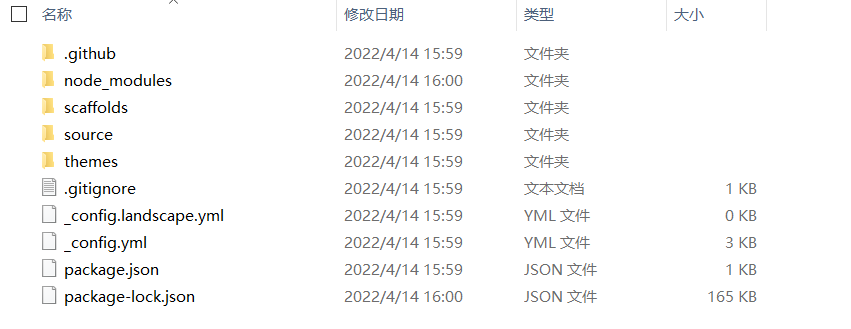 名称 修改日期 类型 大小
.github 2022/4/14 15:59 文件夹
node_modules 2022/4/14 16:00 文件夹
scaffolds 2022/4/14 15:59 文件夹
source 2022/4/14 15:59 文件夹
themes 2022/4/14 15:59 文件夹
.gitignore 2022/4/14 15:59 文本文档 1 KB
_config.landscape.yml 2022/4/14 15:59 YML 文件 0 KB
_config.yml 2022/4/14 15:59 YML 文件 3 KB
package.json 2022/4/14 15:59 JSON 文件 1 KB
package-lock.json 2022/4/14 16:00 JSON 文件 165 KB